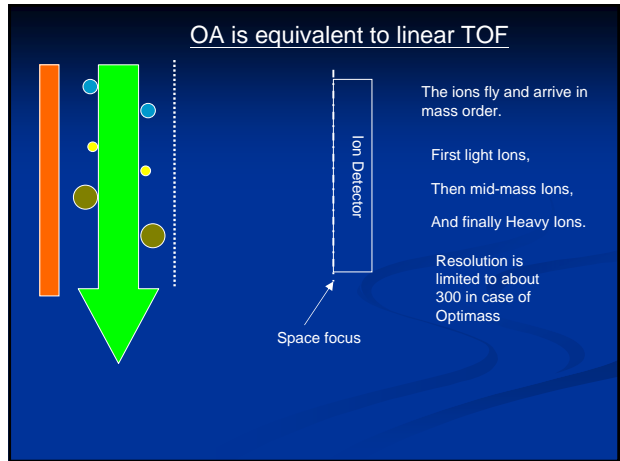 OA is equivalent to linear TOF
The ions fly and arrive in
mass order.
First light Ions,
Then mid-mass Ions,
And finally Heavy Ions.
Resolution is
limited to about
300 in case of
Optimass
Ion Detector
Space focus